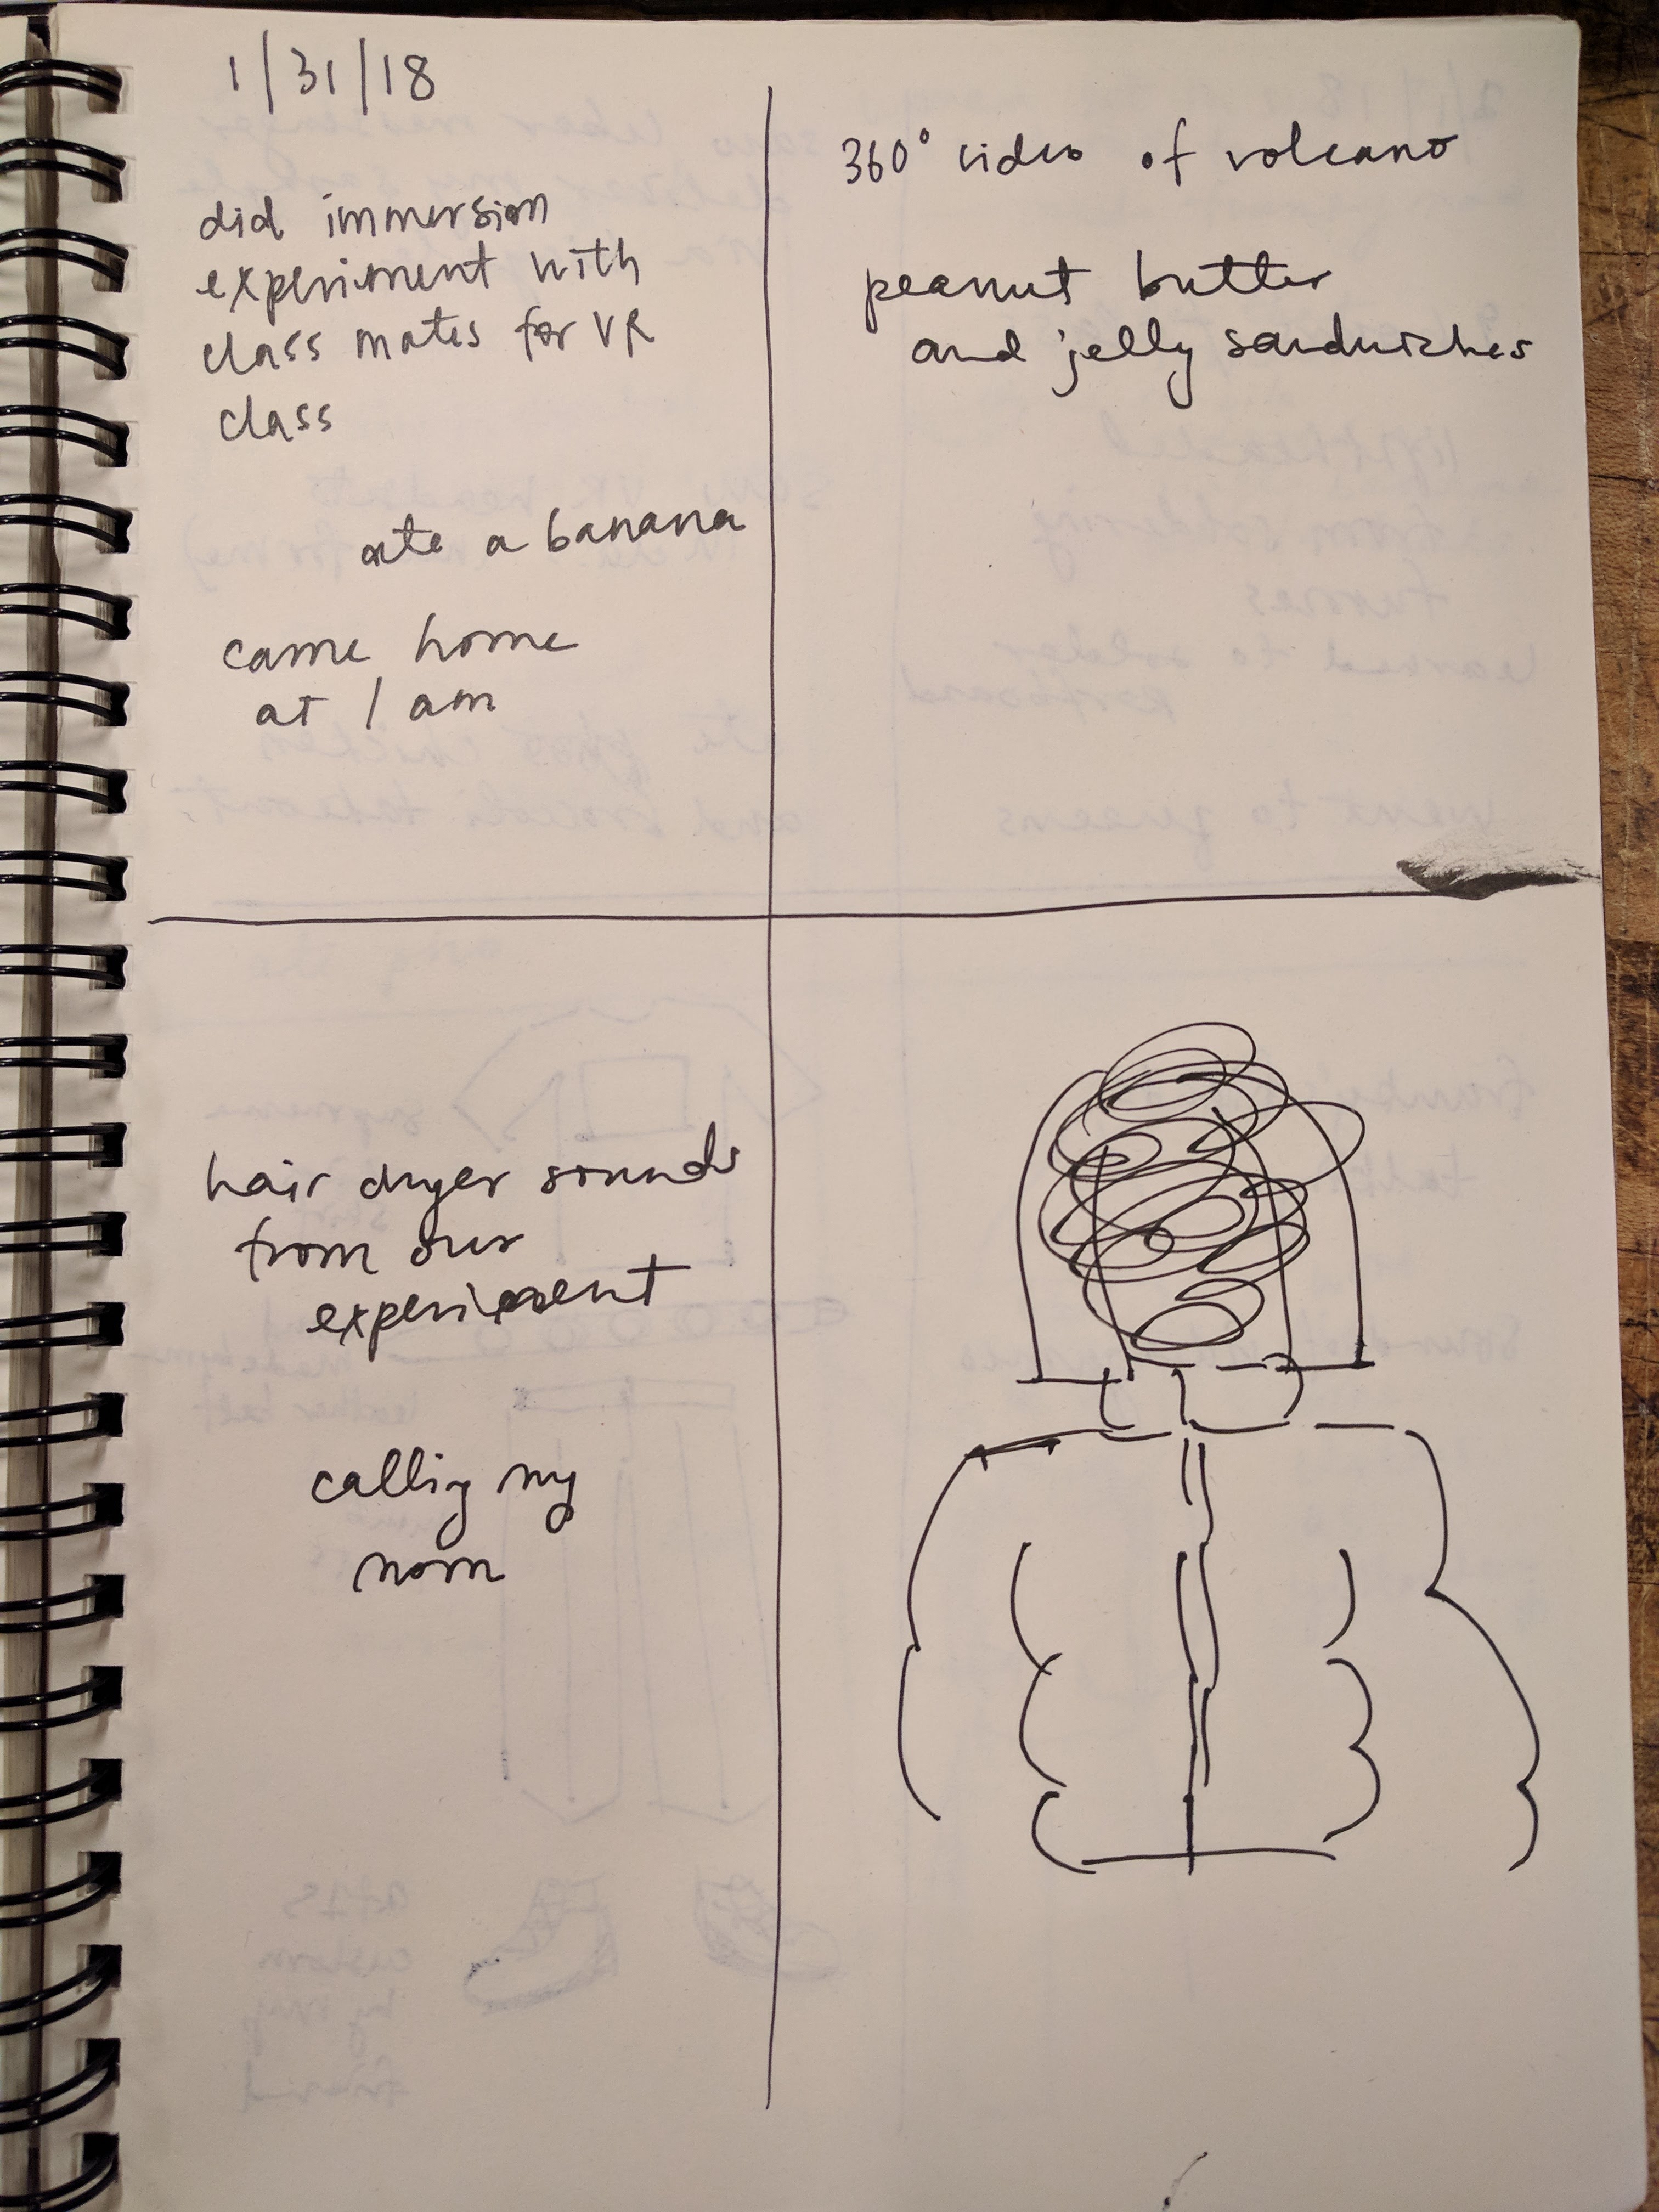 1/31/18
did immersion
experiment with
class mates for VR
class
ate a banana
came home
at 1 am
360° video of volcano
peanut butter
and jelly sandwiches
hair dryer sounds
from our
experiment
callig my
mom